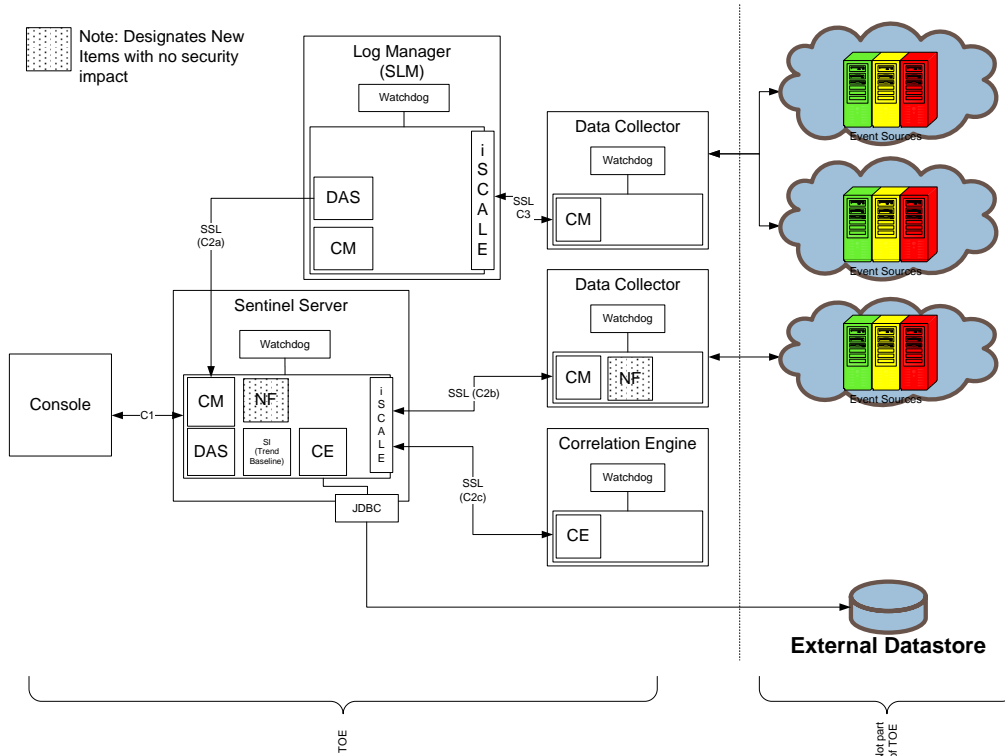 Note: Designates New
Items with no security
impact
Log Manager
(SLM)
Watchdog
DAS
CM
iSCALE
SSL
(C2a)
SSL
C3
Data Collector
Watchdog
CM
Event Sources
Event Sources
Sentinel Server
Watchdog
CM
NF
DAS
SI
(Trend
Baseline)
CE
iSCALE
JDBC
Console
C1
SSL (C2b)
Data Collector
Watchdog
CM
NF
Event Sources
SSL
(C2c)
Correlation Engine
Watchdog
CE
External Datastore
TOE
Not part
of TOE